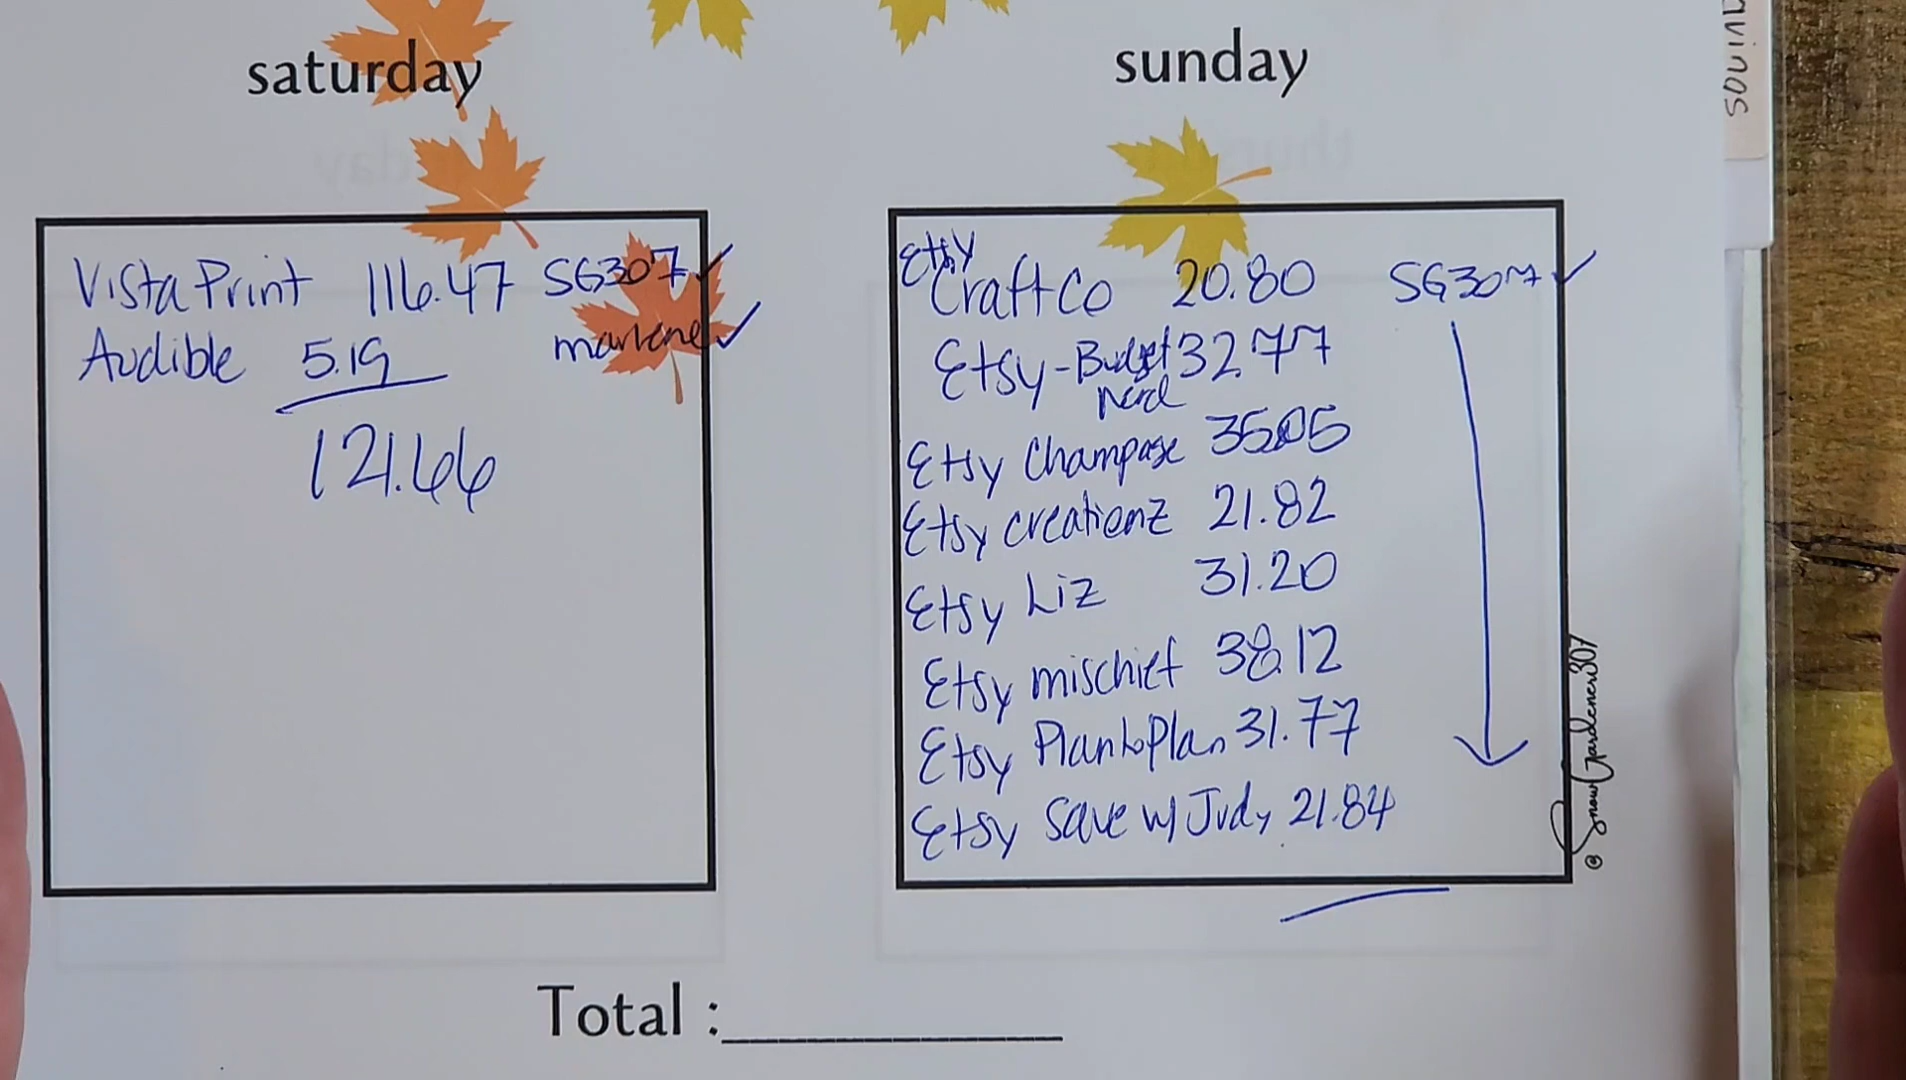 saturday
Vista Print 116.47 SG307 ✓
Audible 5.19 marlene ✓
121.66
sunday
Etsy
Craft Co 20.80 SG307 ✓
Etsy - Budget 32.77
nerd
Etsy Champage 35.05
Etsy creationz 21.82
Etsy Liz 31.20
Etsy mischief 38.12
Etsy PlantoPlan 31.77
Etsy Save w/ Judy 21.84
@SnowGardener307
Total :